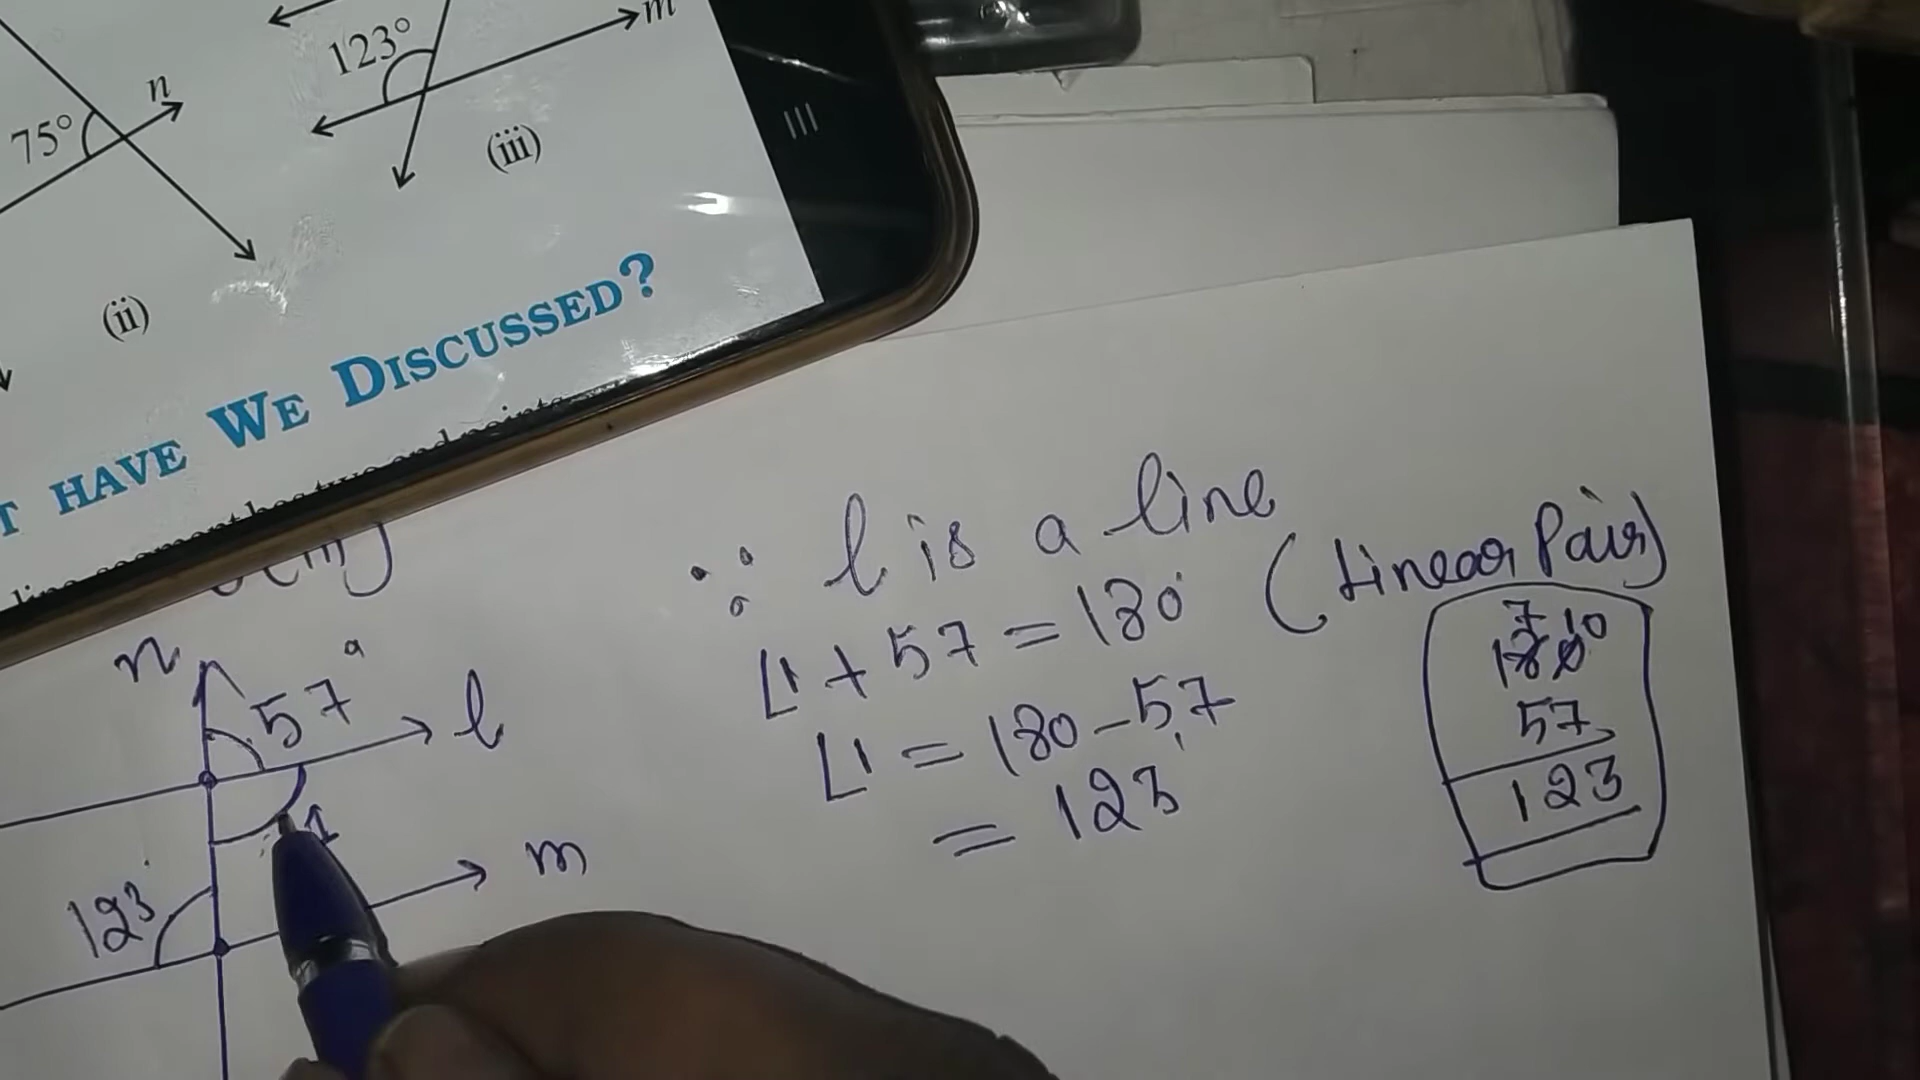 m
123°
n
75°
(iii)
(ii)
HAVE WE DISCUSSED?
(iii)
n
57°
l
m
123°
1
∵ l is a line
∠1 + 57 = 180° (Linear Pair)
∠1 = 180 - 57
= 123°
7 10
180
57
123